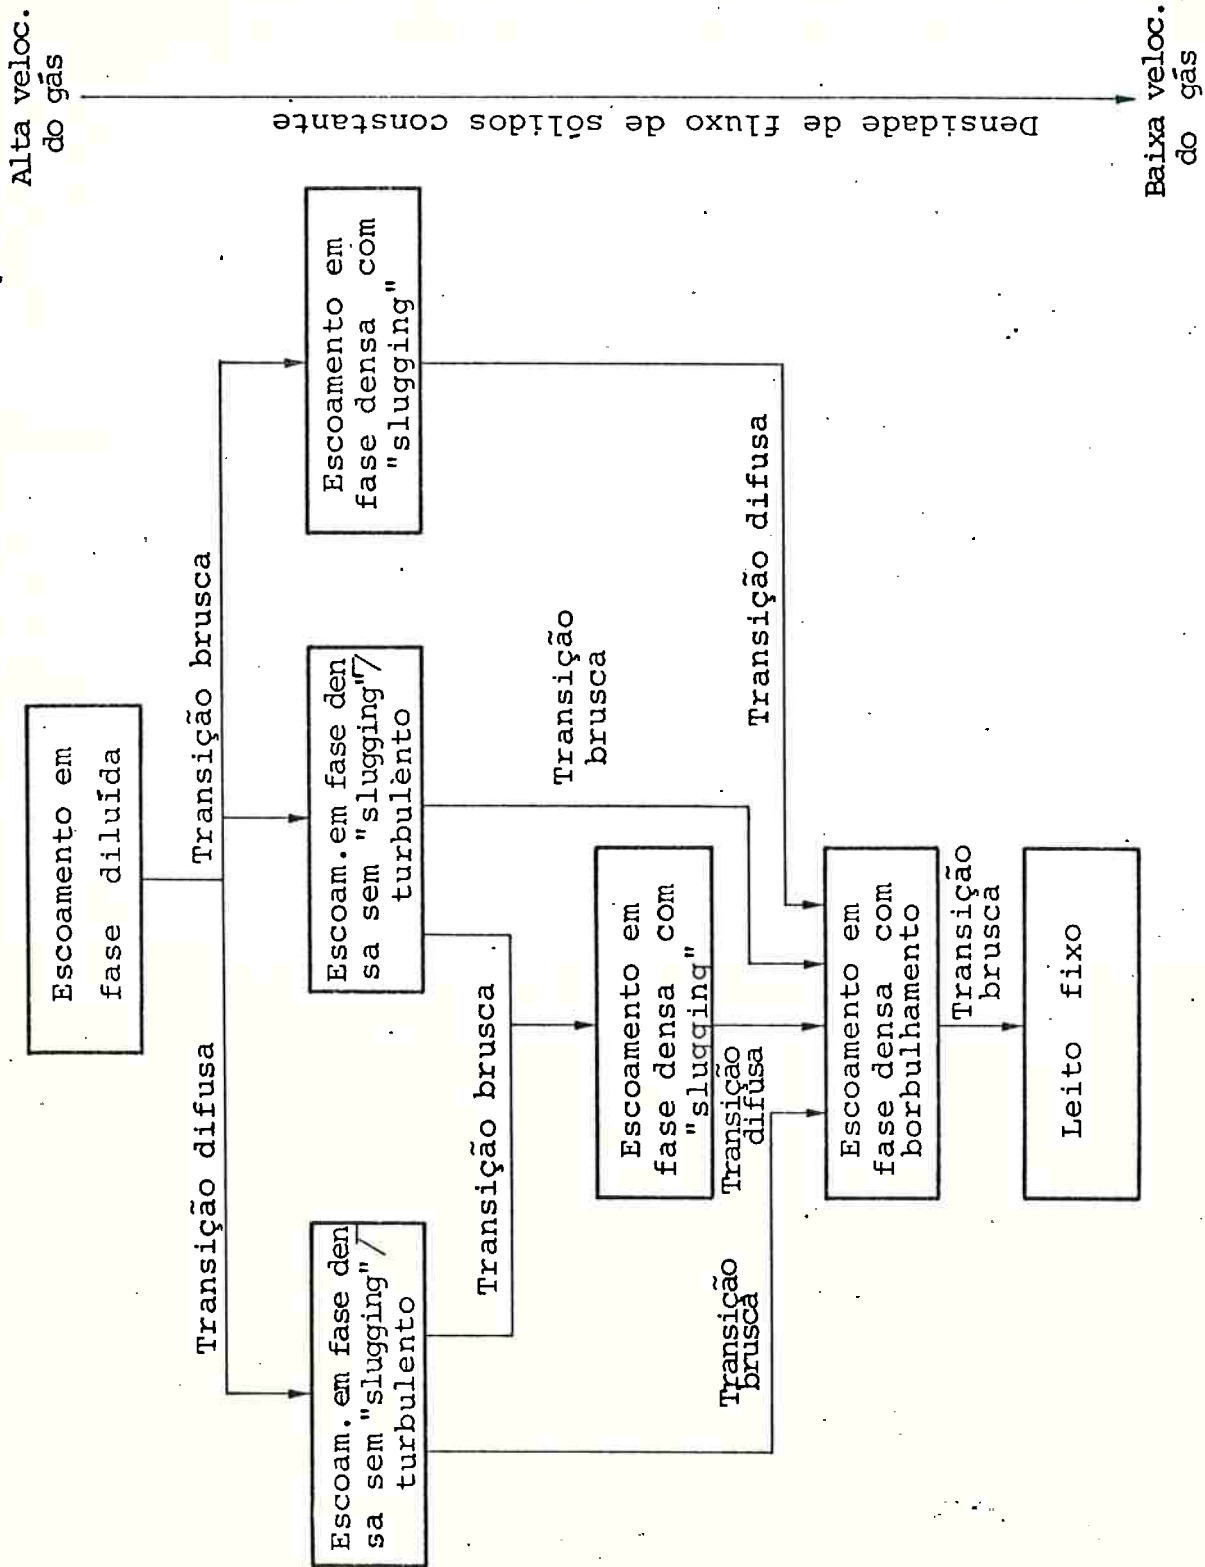 Escoamento em
fase diluída
Transição difusa
Transição brusca
Escoam. em fase den
sa sem "slugging"/
turbulento
Escoam.em fase den
sa sem "slugging"/
turbulento
Escoamento em
fase densa com
"slugging"
Transição brusca
Transição
brusca
Escoamento em
fase densa com
"slugging"
Transição
brusca
Transição
difusa
Transição difusa
Escoamento em
fase densa com
borbulhamento
Transição
brusca
Leito fixo
Alta veloc.
do gás
Densidade de fluxo de sólidos constante
Baixa veloc.
do gás